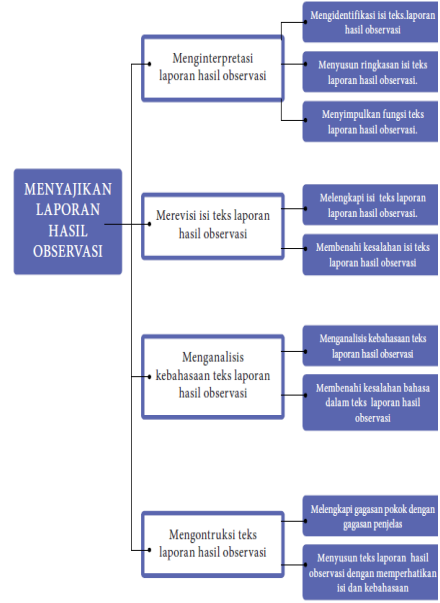 MENYAJIKAN
LAPORAN
HASIL
OBSERVASI
Menginterpretasi
laporan hasil observasi
Mengidentifikasi isi teks.laporan
hasil observasi
Menyusun ringkasan isi teks
laporan hasil observasi.
Menyimpulkan fungsi teks
laporan hasil observasi.
Merevisi isi teks laporan
hasil observasi
Melengkapi isi teks laporan
laporan hasil observasi.
Membenahi kesalahan isi teks
laporan hasil observasi
Menganalisis
kebahasaan teks laporan
hasil observasi
Menganalisis kebahasaan teks
laporan hasil observasi
Membenahi kesalahan bahasa
dalam teks laporan hasil
observasi
Mengontruksi teks
laporan hasil observasi
Melengkapi gagasan pokok dengan
gagasan penjelas
Menyusun teks laporan hasil
observasi dengan memperhatikan
isi dan kebahasaan